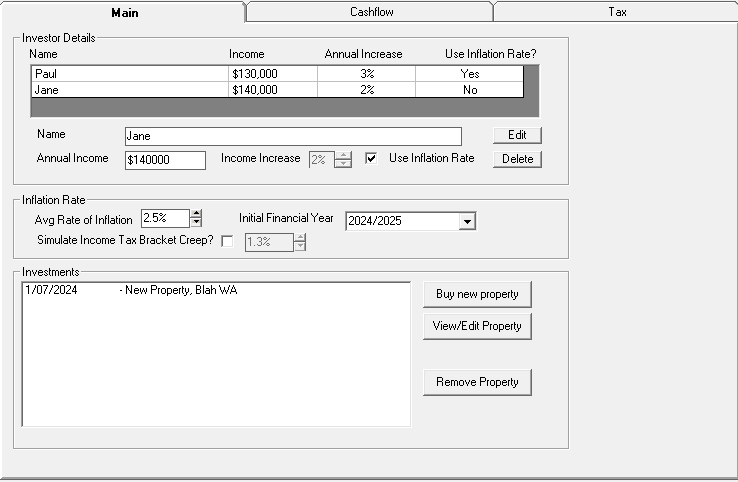 Main Cashflow Tax
Investor Details
Name Income Annual Increase Use Inflation Rate?
Paul $130,000 3% Yes
Jane $140,000 2% No
Name Jane Edit
Annual Income $140000 Income Increase 2% Use Inflation Rate Delete
Inflation Rate
Avg Rate of Inflation 2.5% Initial Financial Year 2024/2025
Simulate Income Tax Bracket Creep? 1.3%
Investments
1/07/2024 - New Property, Blah WA
Buy new property
View/Edit Property
Remove Property